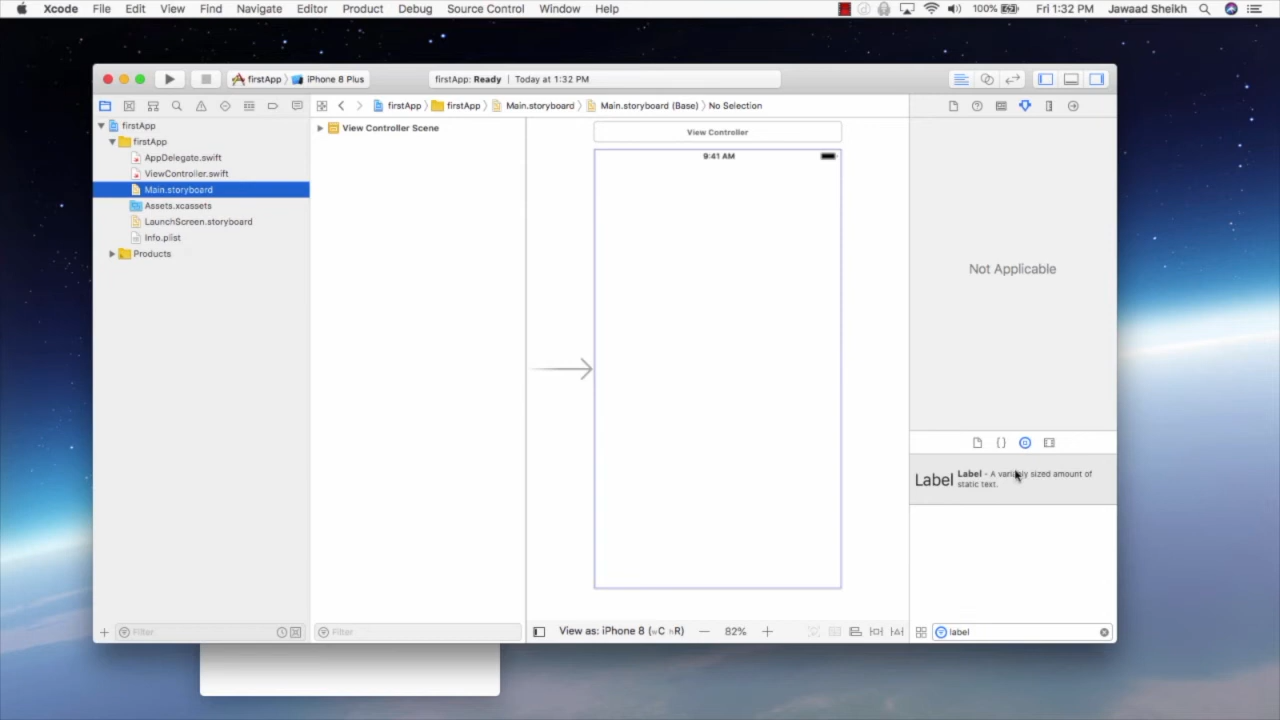 Xcode File Edit View Find Navigate Editor Product Debug Source Control Window Help 100% Fri 1:32 PM Jawaad Sheikh
firstApp iPhone 8 Plus firstApp: Ready Today at 1:32 PM
firstApp firstApp Main.storyboard Main.storyboard (Base) No Selection
firstApp
firstApp
AppDelegate.swift
ViewController.swift
Main.storyboard
Assets.xcassets
LaunchScreen.storyboard
Info.plist
Products
View Controller Scene
View Controller
9:41 AM
Not Applicable
Label Label - A variably sized amount of
static text.
Filter
Filter
View as: iPhone 8 (wC hR) — 82% +
label